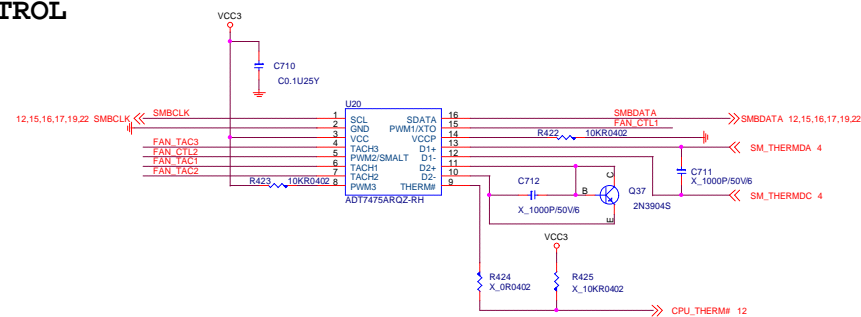 TROL
VCC3
C710
C0.1U25Y
12,15,16,17,19,22 SMBCLK
SMBCLK
FAN_TAC3
FAN_CTL2
FAN_TAC1
FAN_TAC2
R423 10KR0402
U20
1 SCL SDATA 16
2 GND PWM1/XTO 15
3 VCC VCCP 14
4 TACH3 D1+ 13
5 PWM2/SMALT D1- 12
6 TACH1 D2+ 11
7 TACH2 D2- 10
8 PWM3 THERM# 9
ADT7475ARQZ-RH
SMBDATA
SMBDATA 12,15,16,17,19,22
FAN_CTL1
R422 10KR0402
SM_THERMDA 4
C711
X_1000P/50V/6
SM_THERMDC 4
C712
X_1000P/50V/6
C
B
E
Q37
2N3904S
VCC3
R424
X_0R0402
R425
X_10KR0402
CPU_THERM# 12